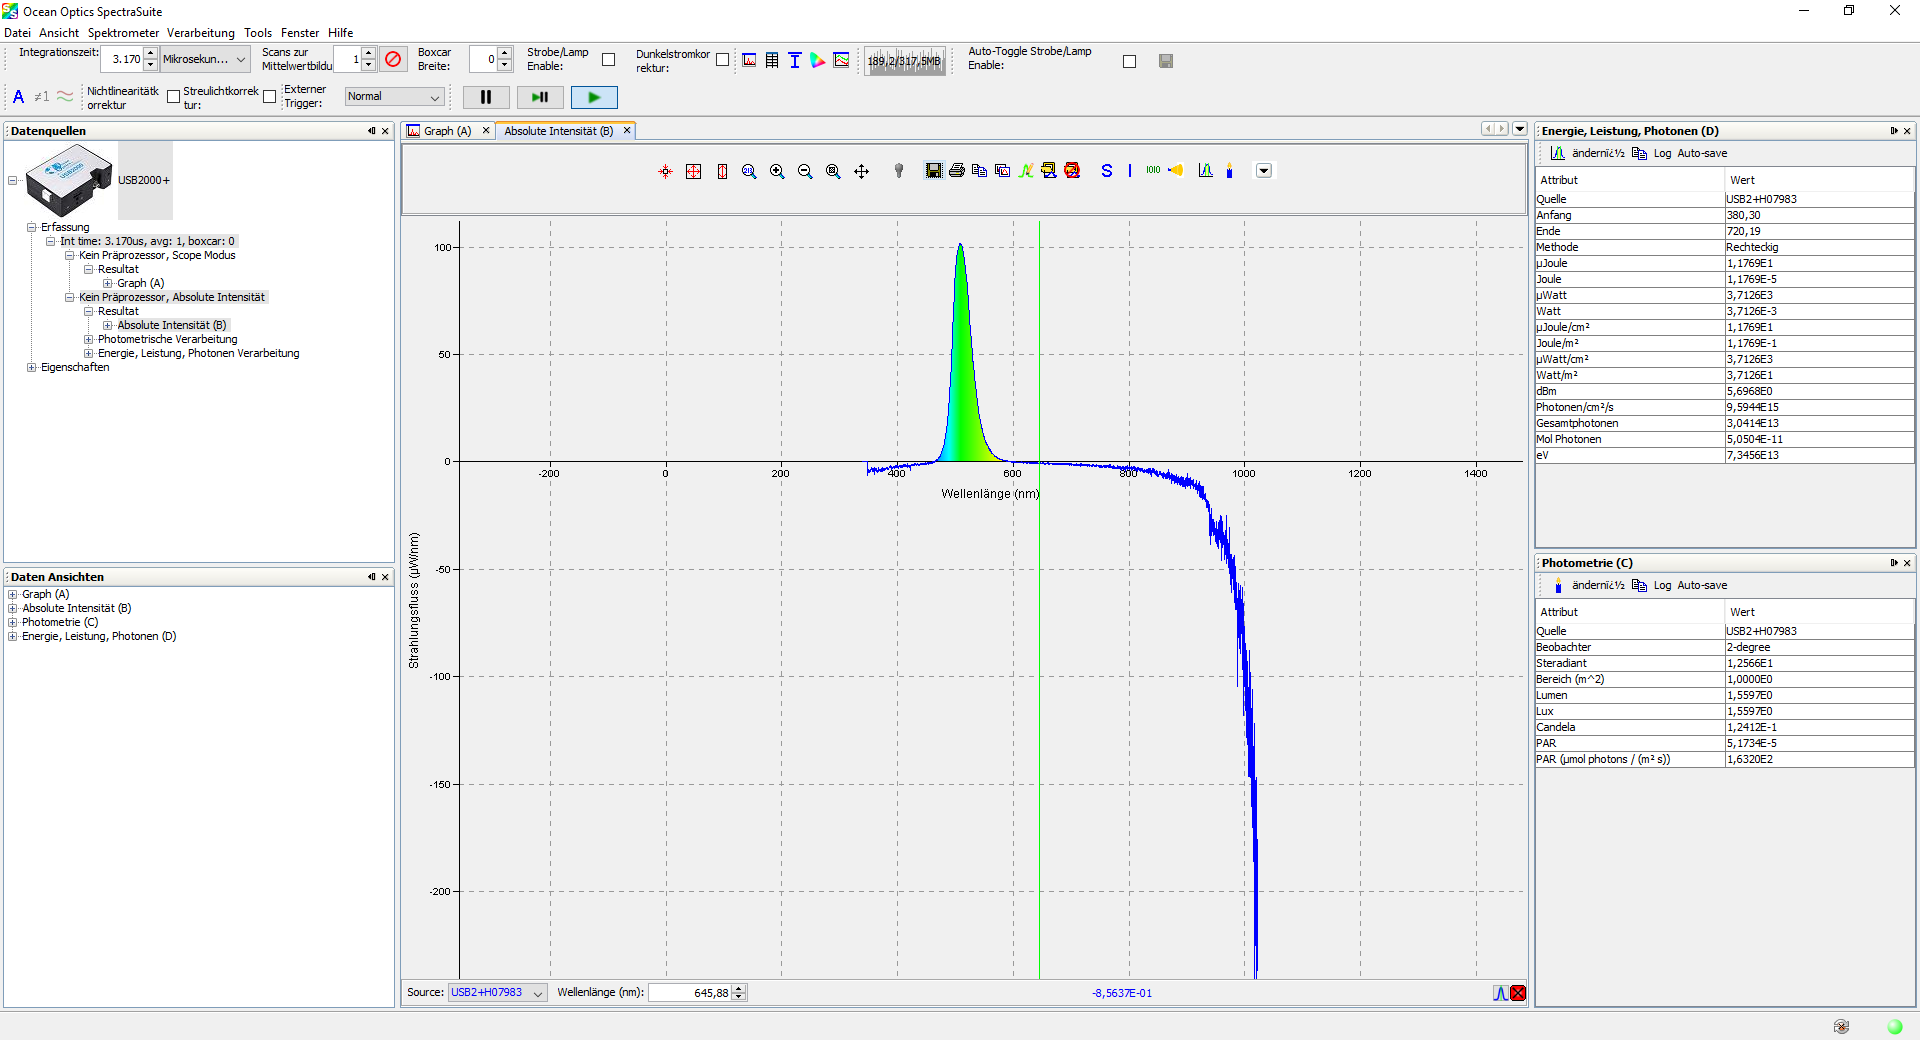 Ocean Optics SpectraSuite
Datei Ansicht Spektrometer Verarbeitung Tools Fenster Hilfe
Integrationszeit: 3.170 Mikrosekun... Scans zur Mittelwertbildu 1 Boxcar Breite: 0 Strobe/Lamp Enable: Dunkelstromkor rektur: 189,2/317,5MB Auto-Toggle Strobe/Lamp Enable:
A ≠1 Nichtlinearitätk orrektur Streulichtkorrek tur: Externer Trigger: Normal
Datenquellen
USB2000+
Erfassung
Int time: 3.170us, avg: 1, boxcar: 0
Kein Präprozessor, Scope Modus
Resultat
Graph (A)
Kein Präprozessor, Absolute Intensität
Resultat
Absolute Intensität (B)
Photometrische Verarbeitung
Energie, Leistung, Photonen Verarbeitung
Eigenschaften
Daten Ansichten
Graph (A)
Absolute Intensität (B)
Photometrie (C)
Energie, Leistung, Photonen (D)
Graph (A) Absolute Intensität (B)
S I 1010
100
50
0
-50
-100
-150
-200
-200 0 200 400 600 800 1000 1200 1400
Wellenlänge (nm)
Strahlungsfluss (µW/nm)
Source: USB2+H07983 Wellenlänge (nm): 645,88 -8,5637E-01
Energie, Leistung, Photonen (D)
ändernï¿½ Log Auto-save
Attribut Wert
Quelle USB2+H07983
Anfang 380,30
Ende 720,19
Methode Rechteckig
µJoule 1,1769E1
Joule 1,1769E-5
µWatt 3,7126E3
Watt 3,7126E-3
µJoule/cm² 1,1769E1
Joule/m² 1,1769E-1
µWatt/cm² 3,7126E3
Watt/m² 3,7126E1
dBm 5,6968E0
Photonen/cm²/s 9,5944E15
Gesamtphotonen 3,0414E13
Mol Photonen 5,0504E-11
eV 7,3456E13
Photometrie (C)
ändernï¿½ Log Auto-save
Attribut Wert
Quelle USB2+H07983
Beobachter 2-degree
Steradiant 1,2566E1
Bereich (m^2) 1,0000E0
Lumen 1,5597E0
Lux 1,5597E0
Candela 1,2412E-1
PAR 5,1734E-5
PAR (µmol photons / (m² s)) 1,6320E2